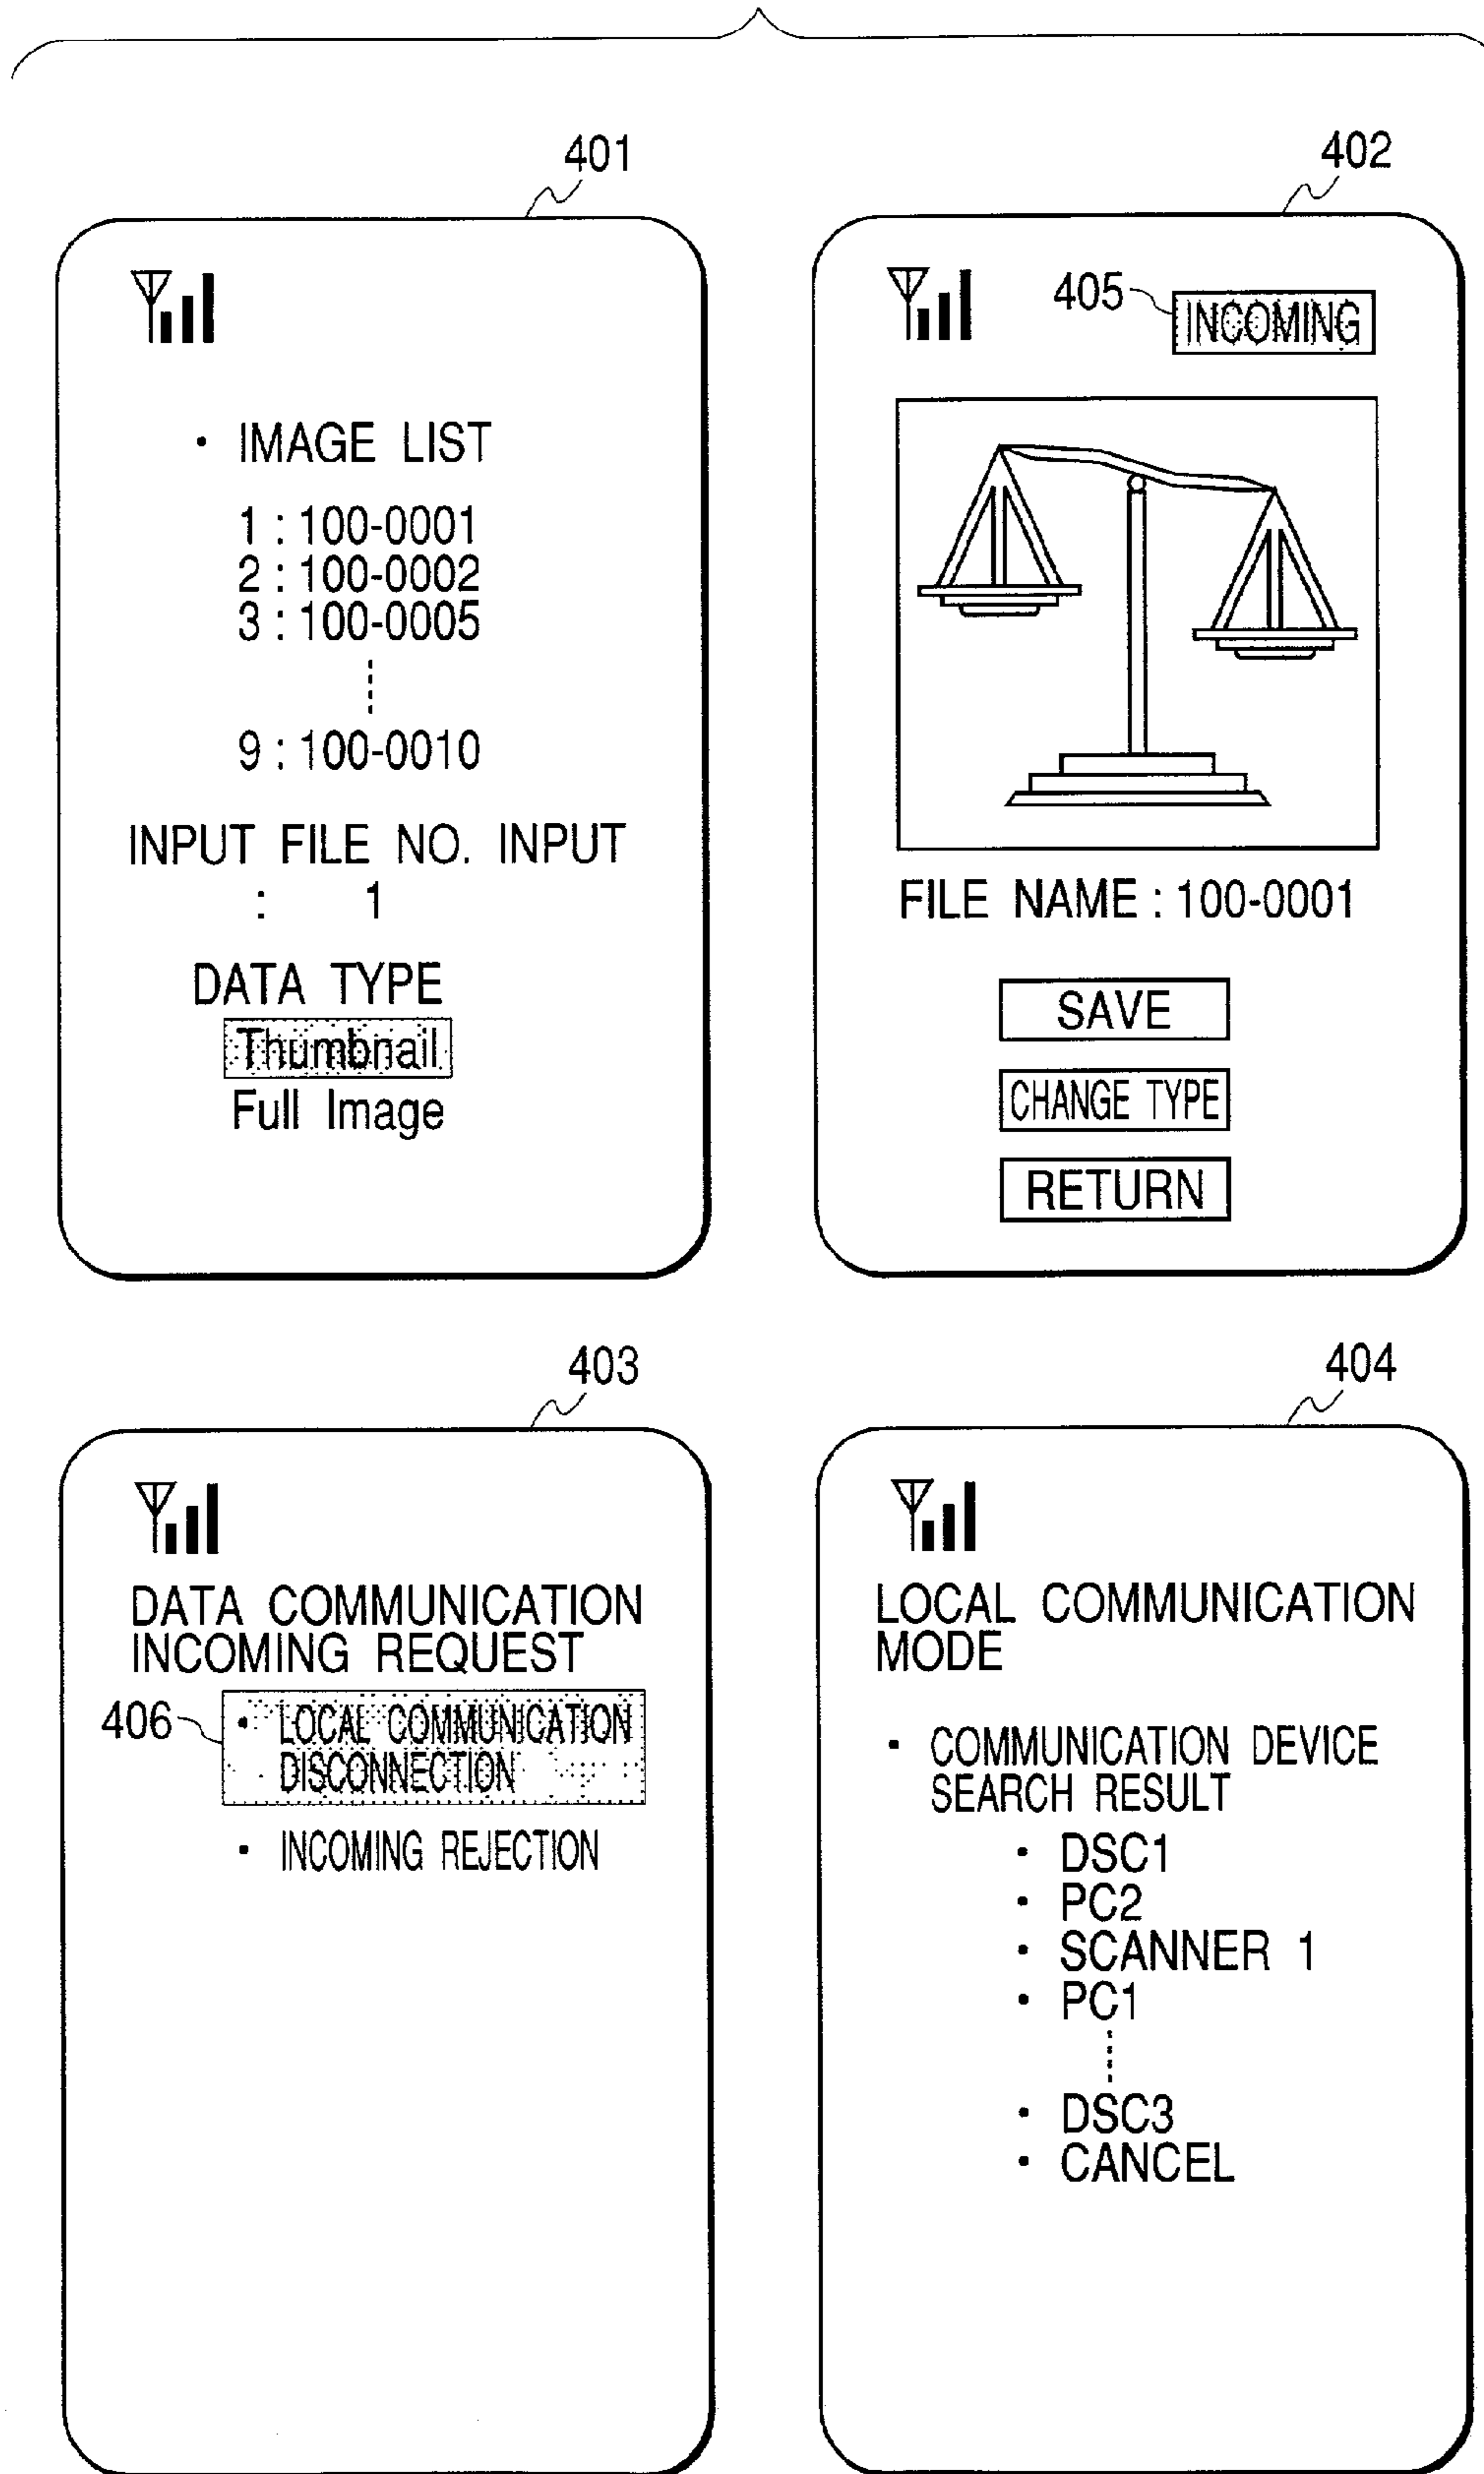 401
· IMAGE LIST
1 : 100-0001
2 : 100-0002
3 : 100-0005
9 : 100-0010
INPUT FILE NO. INPUT
: 1
DATA TYPE
Thumbnail
Full Image
402
405
INCOMING
FILE NAME : 100-0001
SAVE
CHANGE TYPE
RETURN
403
DATA COMMUNICATION
INCOMING REQUEST
406
· LOCAL COMMUNICATION
DISCONNECTION
· INCOMING REJECTION
404
LOCAL COMMUNICATION
MODE
· COMMUNICATION DEVICE
SEARCH RESULT
· DSC1
· PC2
· SCANNER 1
· PC1
· DSC3
· CANCEL